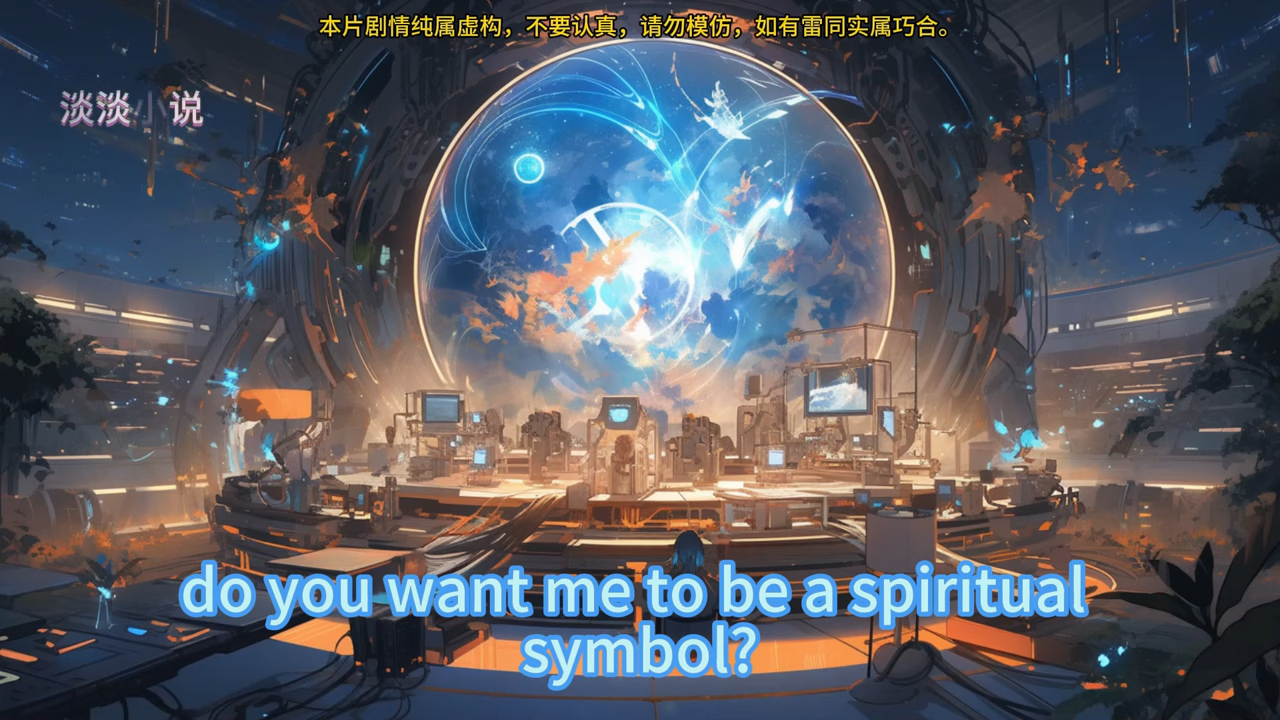 本片剧情纯属虚构，不要认真，请勿模仿，如有雷同实属巧合。
淡淡小说
do you want me to be a spiritual
symbol?